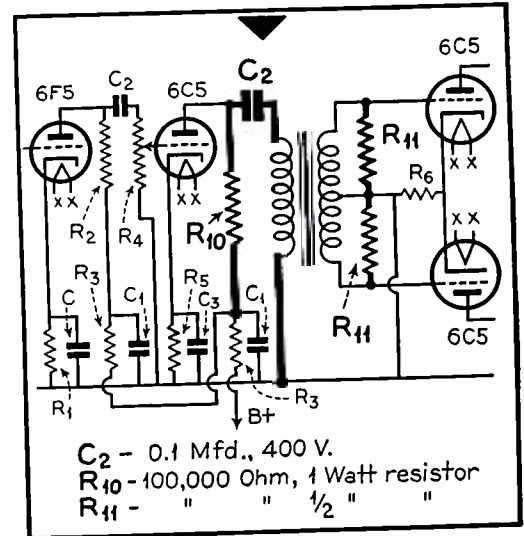 C2
6F5 C2 6C5 6C5
R11
R6
x x x x R2 R4 R10 x x
x x
R3 R5 R11 6C5
C C1 C3 C1
R1 B+ R3
C2 - 0.1 Mfd., 400 V.
R10 - 100,000 Ohm, 1 Watt resistor
R11 - " " 1/2 " "